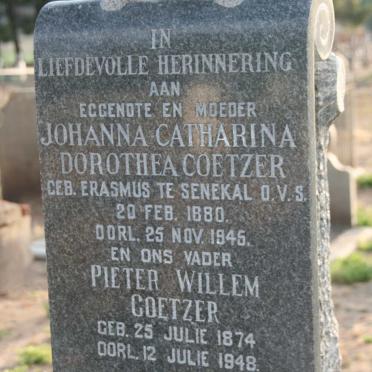 IN
LIEFDEVOLLE HERINNERING
AAN
EGGENOTE EN MOEDER
JOHANNA CATHARINA
DOROTHEA COETZER
GEB. ERASMUS TE SENEKAL O.V.S.
20 FEB. 1880.
OORL. 25 NOV. 1945.
EN ONS VADER
PIETER WILLEM
COETZER
GEB. 25 JULIE 1874
OORL. 12 JULIE 1948.